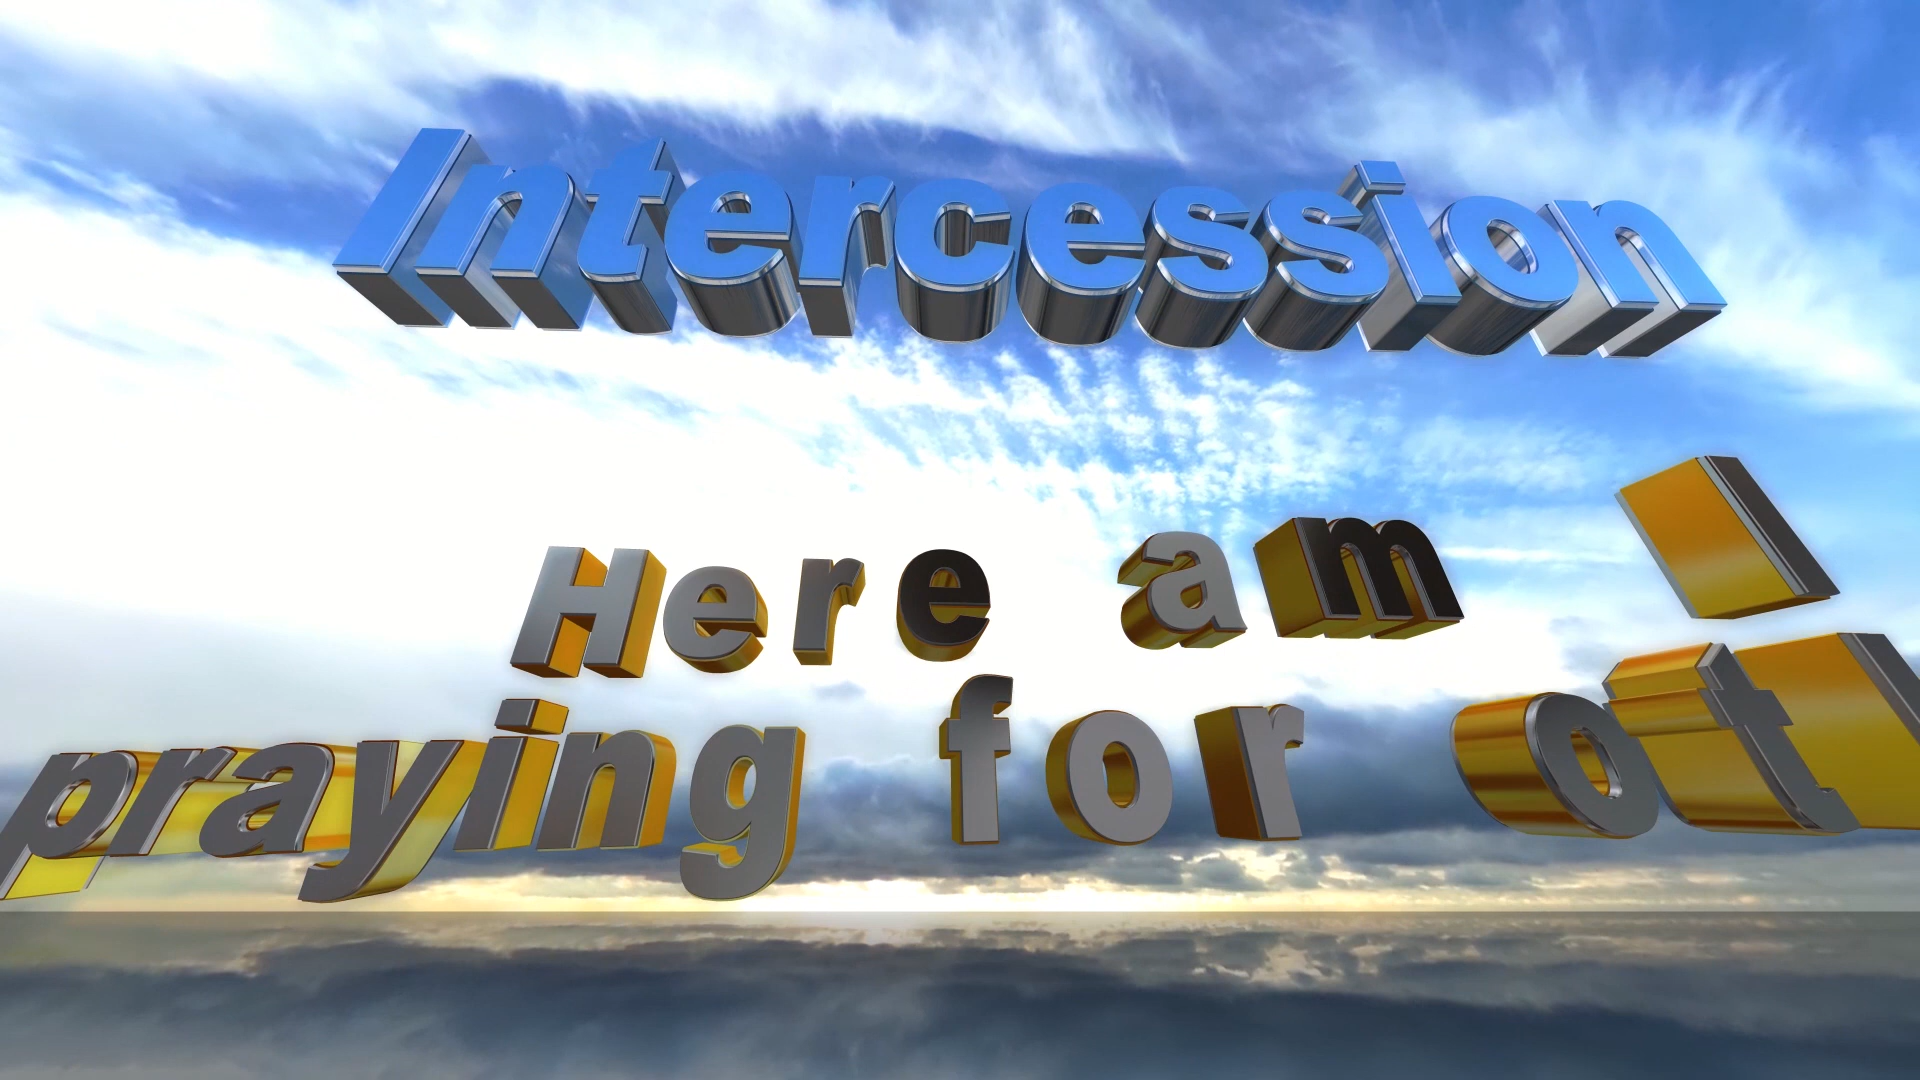 Intercession
Here am I
praying for